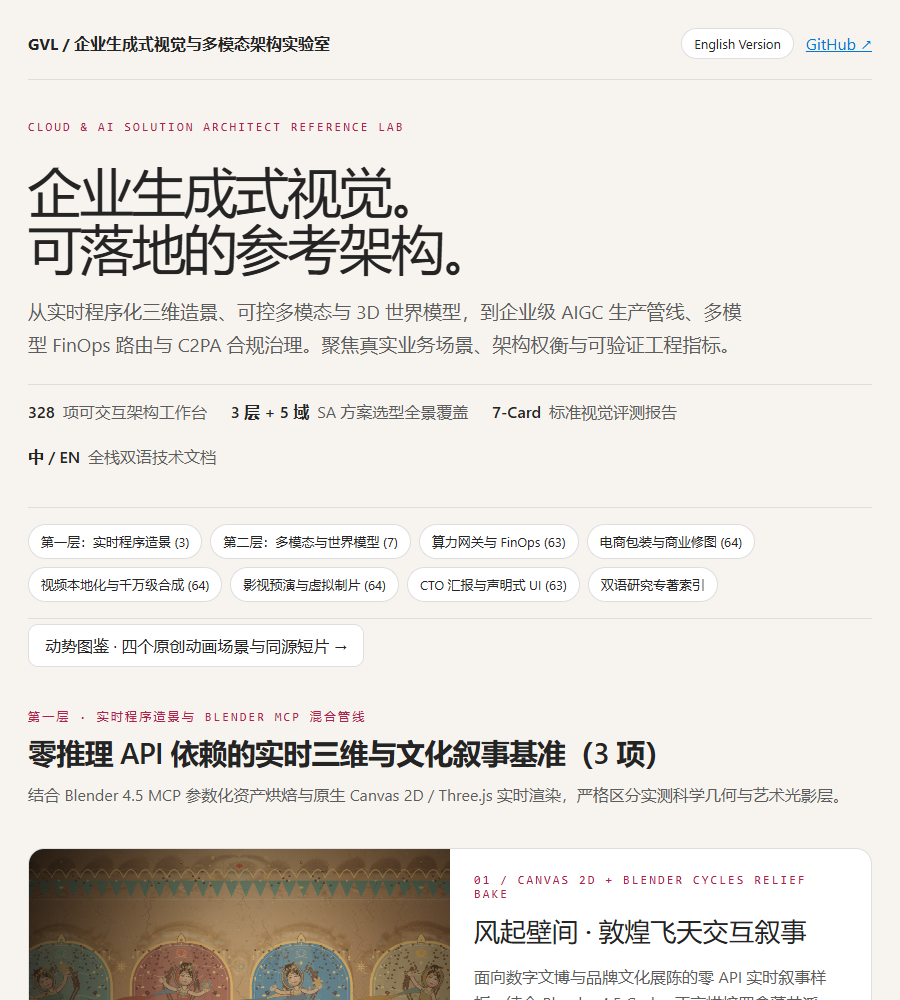 GVL / 企业生成式视觉与多模态架构实验室
English Version
GitHub ↗
CLOUD & AI SOLUTION ARCHITECT REFERENCE LAB
企业生成式视觉。
可落地的参考架构。
从实时程序化三维造景、可控多模态与 3D 世界模型，到企业级 AIGC 生产管线、多模
型 FinOps 路由与 C2PA 合规治理。聚焦真实业务场景、架构权衡与可验证工程指标。
328 项可交互架构工作台 3 层 + 5 域 SA 方案选型全景覆盖 7-Card 标准视觉评测报告
中 / EN 全栈双语技术文档
第一层：实时程序造景 (3) 第二层：多模态与世界模型 (7) 算力网关与 FinOps (63) 电商包装与商业修图 (64)
视频本地化与千万级合成 (64) 影视预演与虚拟制片 (64) CTO 汇报与声明式 UI (63) 双语研究专著索引
动势图鉴 · 四个原创动画场景与同源短片 →
第一层 · 实时程序造景与 BLENDER MCP 混合管线
零推理 API 依赖的实时三维与文化叙事基准（3 项）
结合 Blender 4.5 MCP 参数化资产烘焙与原生 Canvas 2D / Three.js 实时渲染，严格区分实测科学几何与艺术光影层。
01 / CANVAS 2D + BLENDER CYCLES RELIEF
BAKE
风起壁间 · 敦煌飞天交互叙事
面向数字文博与品牌文化展陈的零 API 实时叙事样